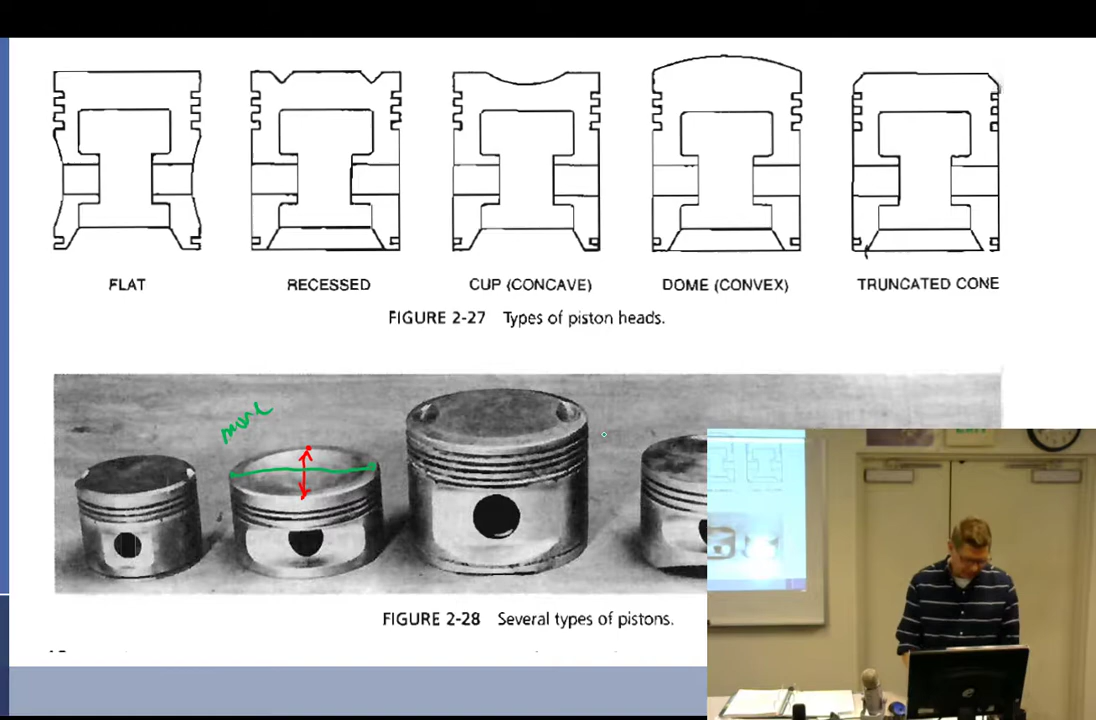 FLAT RECESSED CUP (CONCAVE) DOME (CONVEX) TRUNCATED CONE
FIGURE 2-27 Types of piston heads.
more
FIGURE 2-28 Several types of pistons.